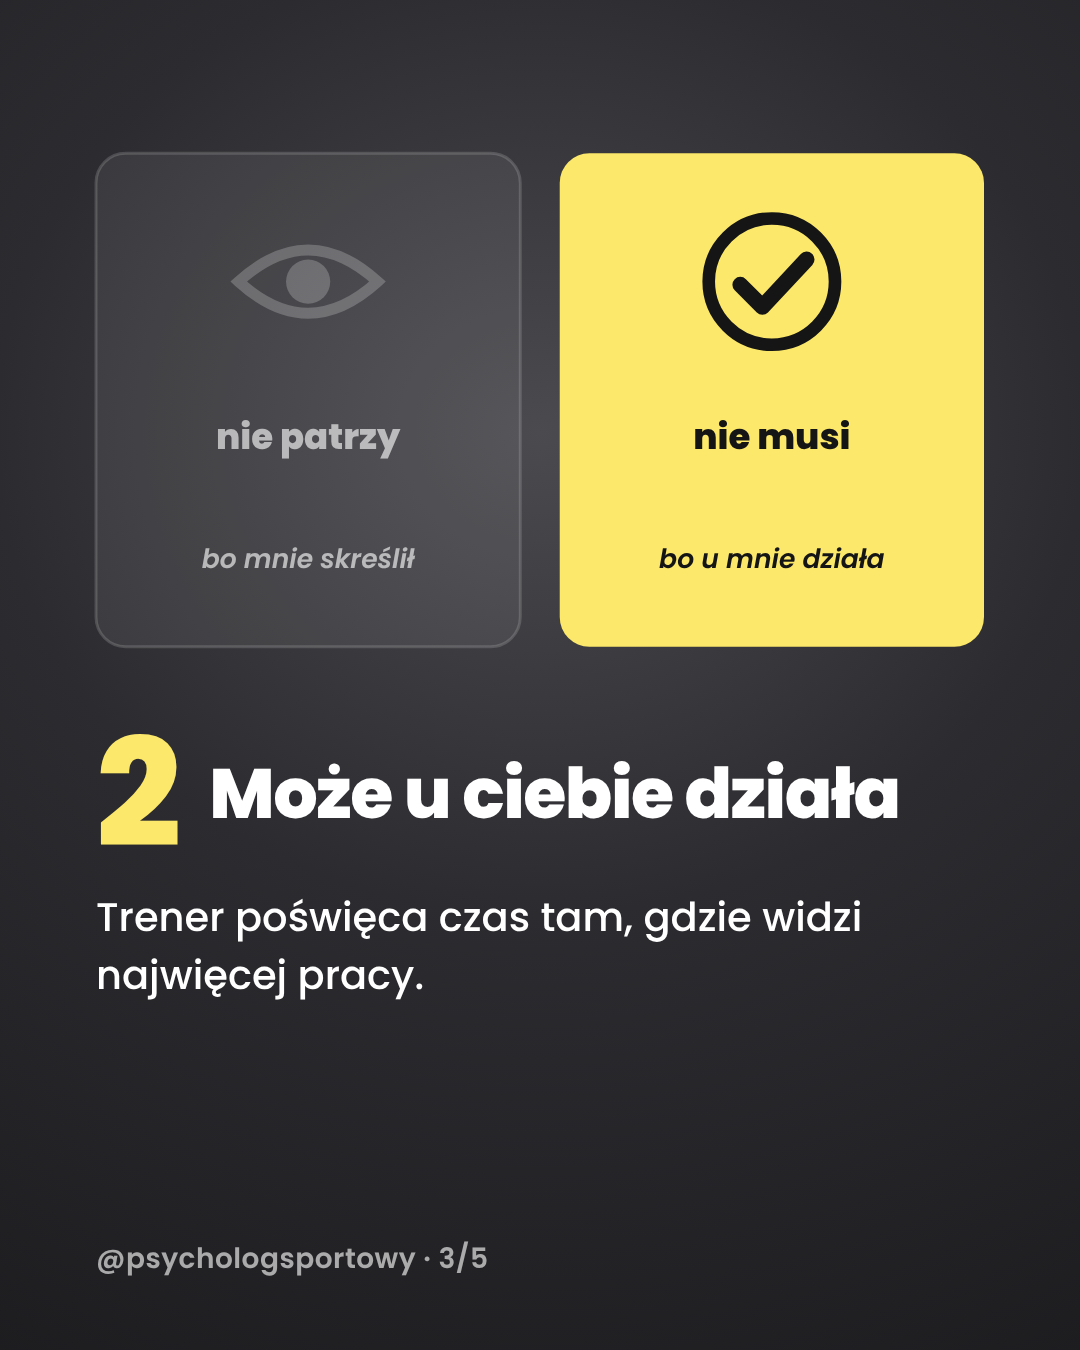 nie patrzy
bo mnie skreślił
nie musi
bo u mnie działa
2 Może u ciebie działa
Trener poświęca czas tam, gdzie widzi
najwięcej pracy.
@psychologsportowy · 3/5